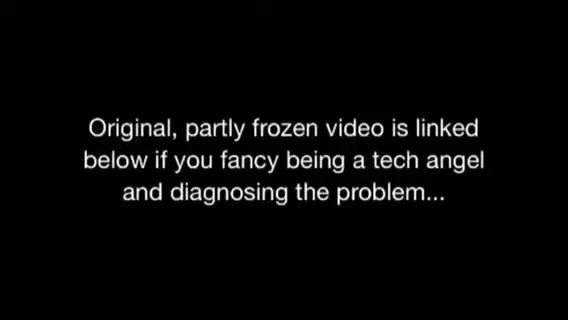 Original, partly frozen video is linked
below if you fancy being a tech angel
and diagnosing the problem...